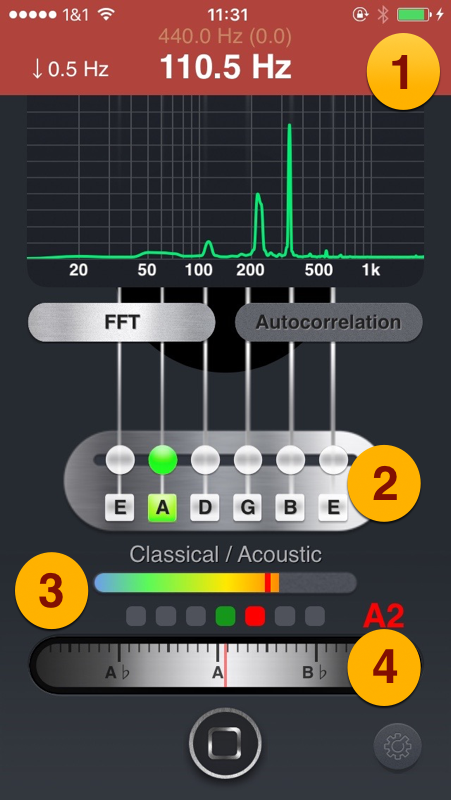 1&1 11:31
440.0 Hz (0.0)
↓0.5 Hz 110.5 Hz
1
20 50 100 200 500 1k
FFT Autocorrelation
E A D G B E
2
Classical / Acoustic
3
A2
A♭ A B♭
4